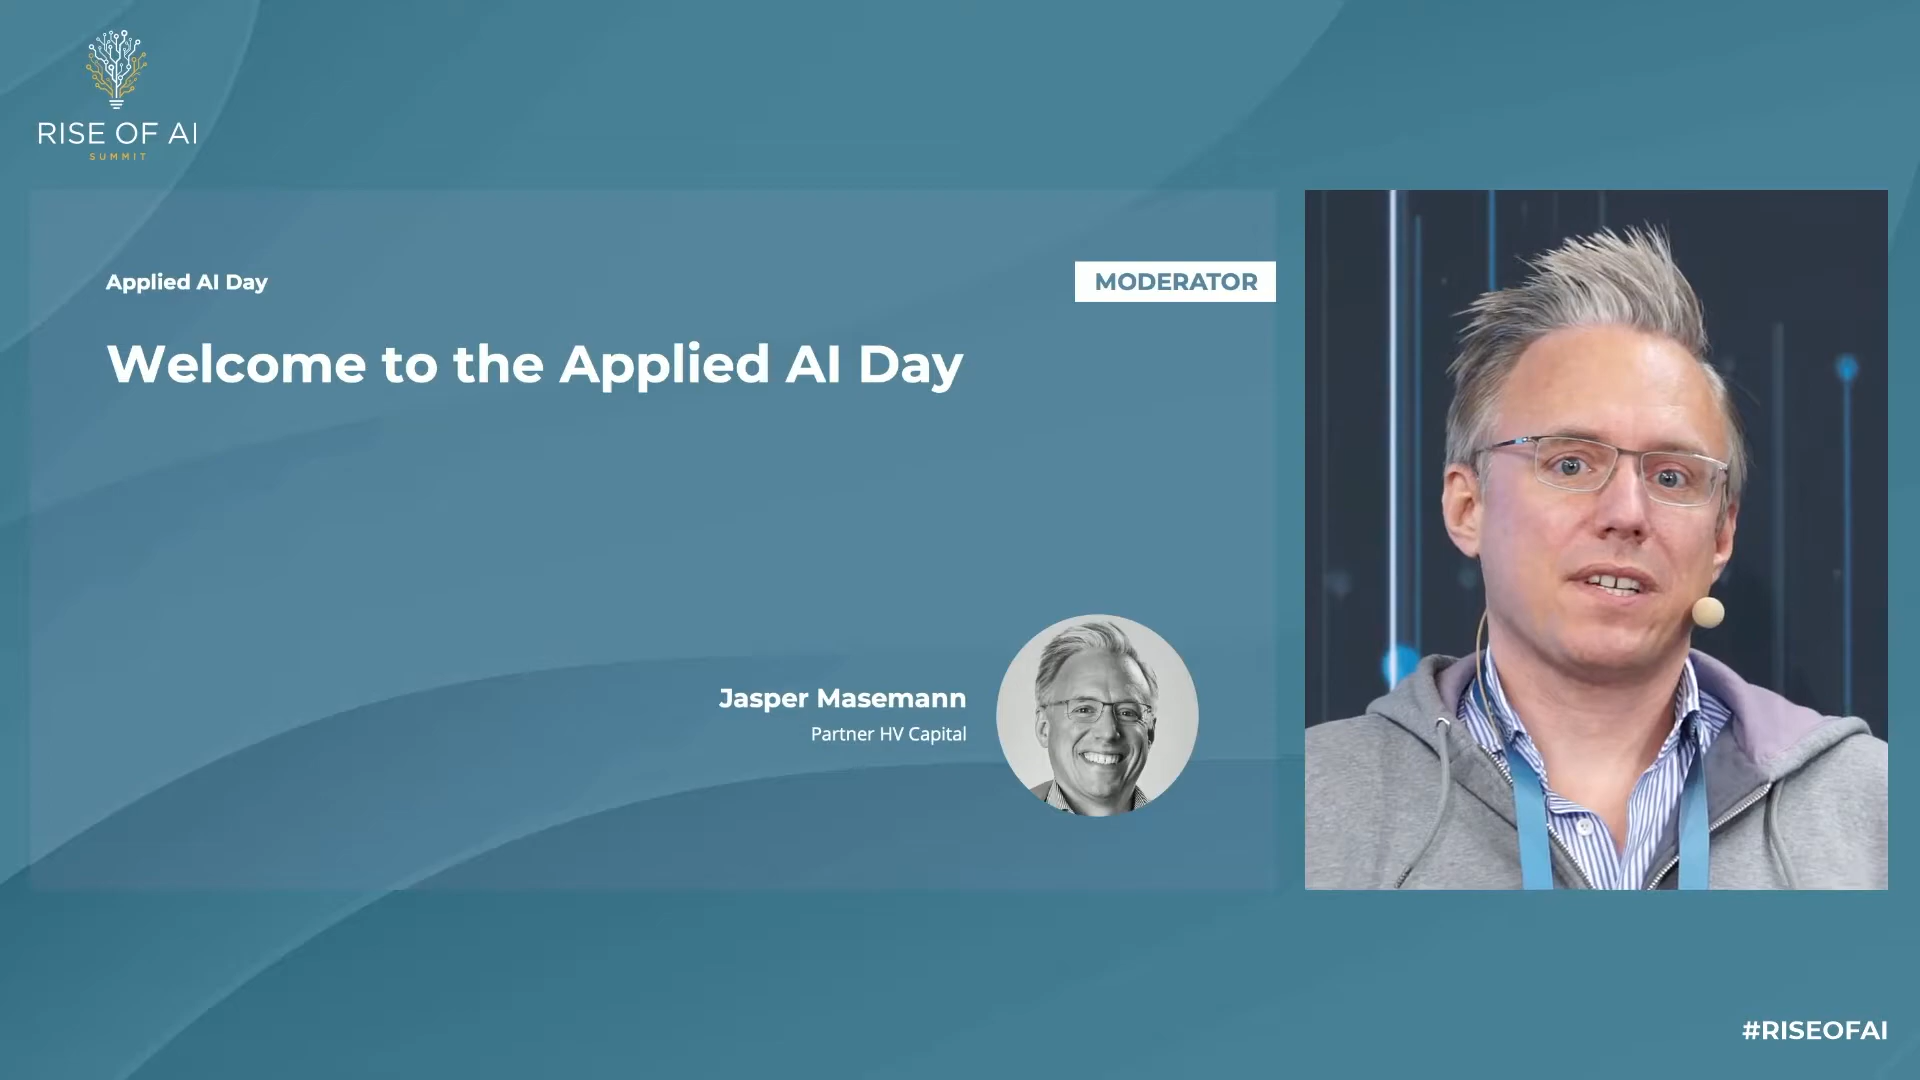 RISE OF AI
SUMMIT
Applied AI Day
MODERATOR
Welcome to the Applied AI Day
Jasper Masemann
Partner HV Capital
#RISEOFAI